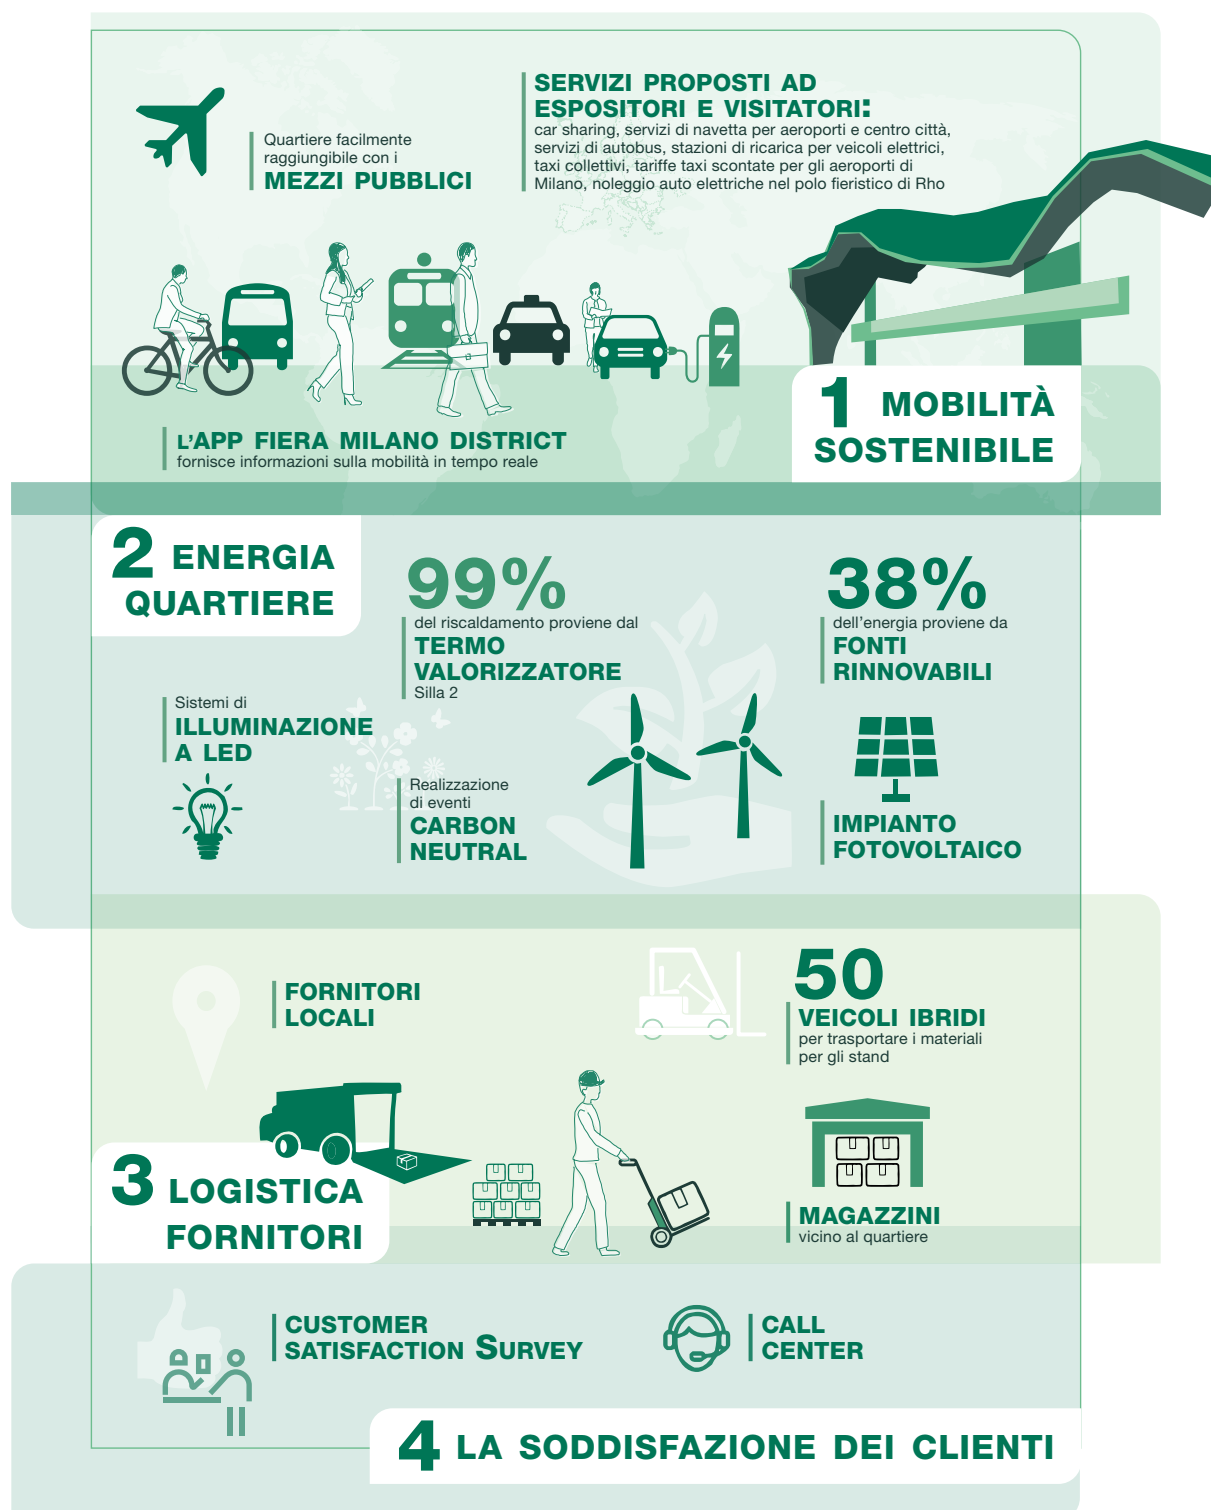 Quartiere facilmente
raggiungibile con i
MEZZI PUBBLICI
SERVIZI PROPOSTI AD
ESPOSITORI E VISITATORI:
car sharing, servizi di navetta per aeroporti e centro città,
servizi di autobus, stazioni di ricarica per veicoli elettrici,
taxi collettivi, tariffe taxi scontate per gli aeroporti di
Milano, noleggio auto elettriche nel polo fieristico di Rho
L'APP FIERA MILANO DISTRICT
fornisce informazioni sulla mobilità in tempo reale
1 MOBILITÀ
SOSTENIBILE
2 ENERGIA
QUARTIERE
99%
del riscaldamento proviene dal
TERMO
VALORIZZATORE
Silla 2
38%
dell'energia proviene da
FONTI
RINNOVABILI
Sistemi di
ILLUMINAZIONE
A LED
Realizzazione
di eventi
CARBON
NEUTRAL
IMPIANTO
FOTOVOLTAICO
FORNITORI
LOCALI
50
VEICOLI IBRIDI
per trasportare i materiali
per gli stand
3 LOGISTICA
FORNITORI
MAGAZZINI
vicino al quartiere
CUSTOMER
SATISFACTION SURVEY
CALL
CENTER
4 LA SODDISFAZIONE DEI CLIENTI